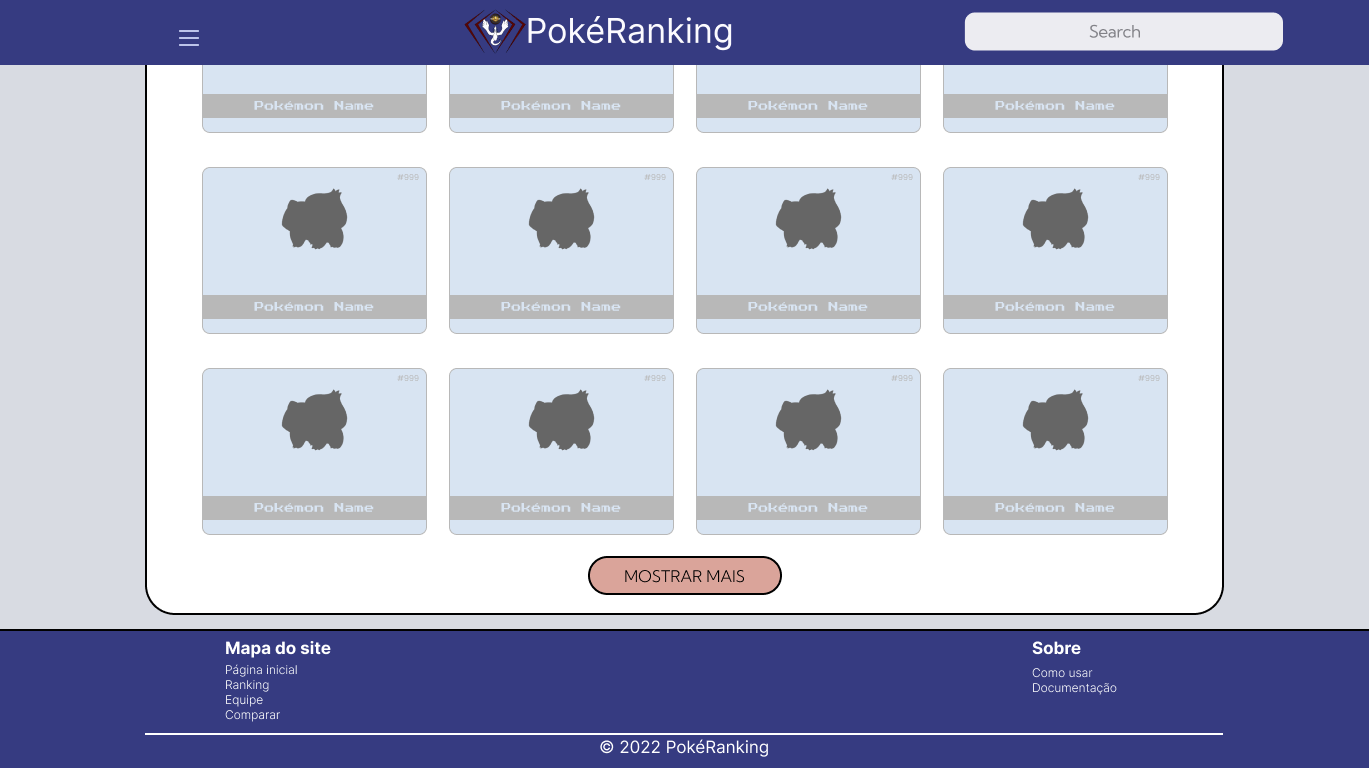 PokéRanking
Search
Pokémon Name Pokémon Name Pokémon Name Pokémon Name
#999 #999 #999 #999
Pokémon Name Pokémon Name Pokémon Name Pokémon Name
#999 #999 #999 #999
Pokémon Name Pokémon Name Pokémon Name Pokémon Name
MOSTRAR MAIS
Mapa do site
Página inicial
Ranking
Equipe
Comparar
Sobre
Como usar
Documentação
© 2022 PokéRanking